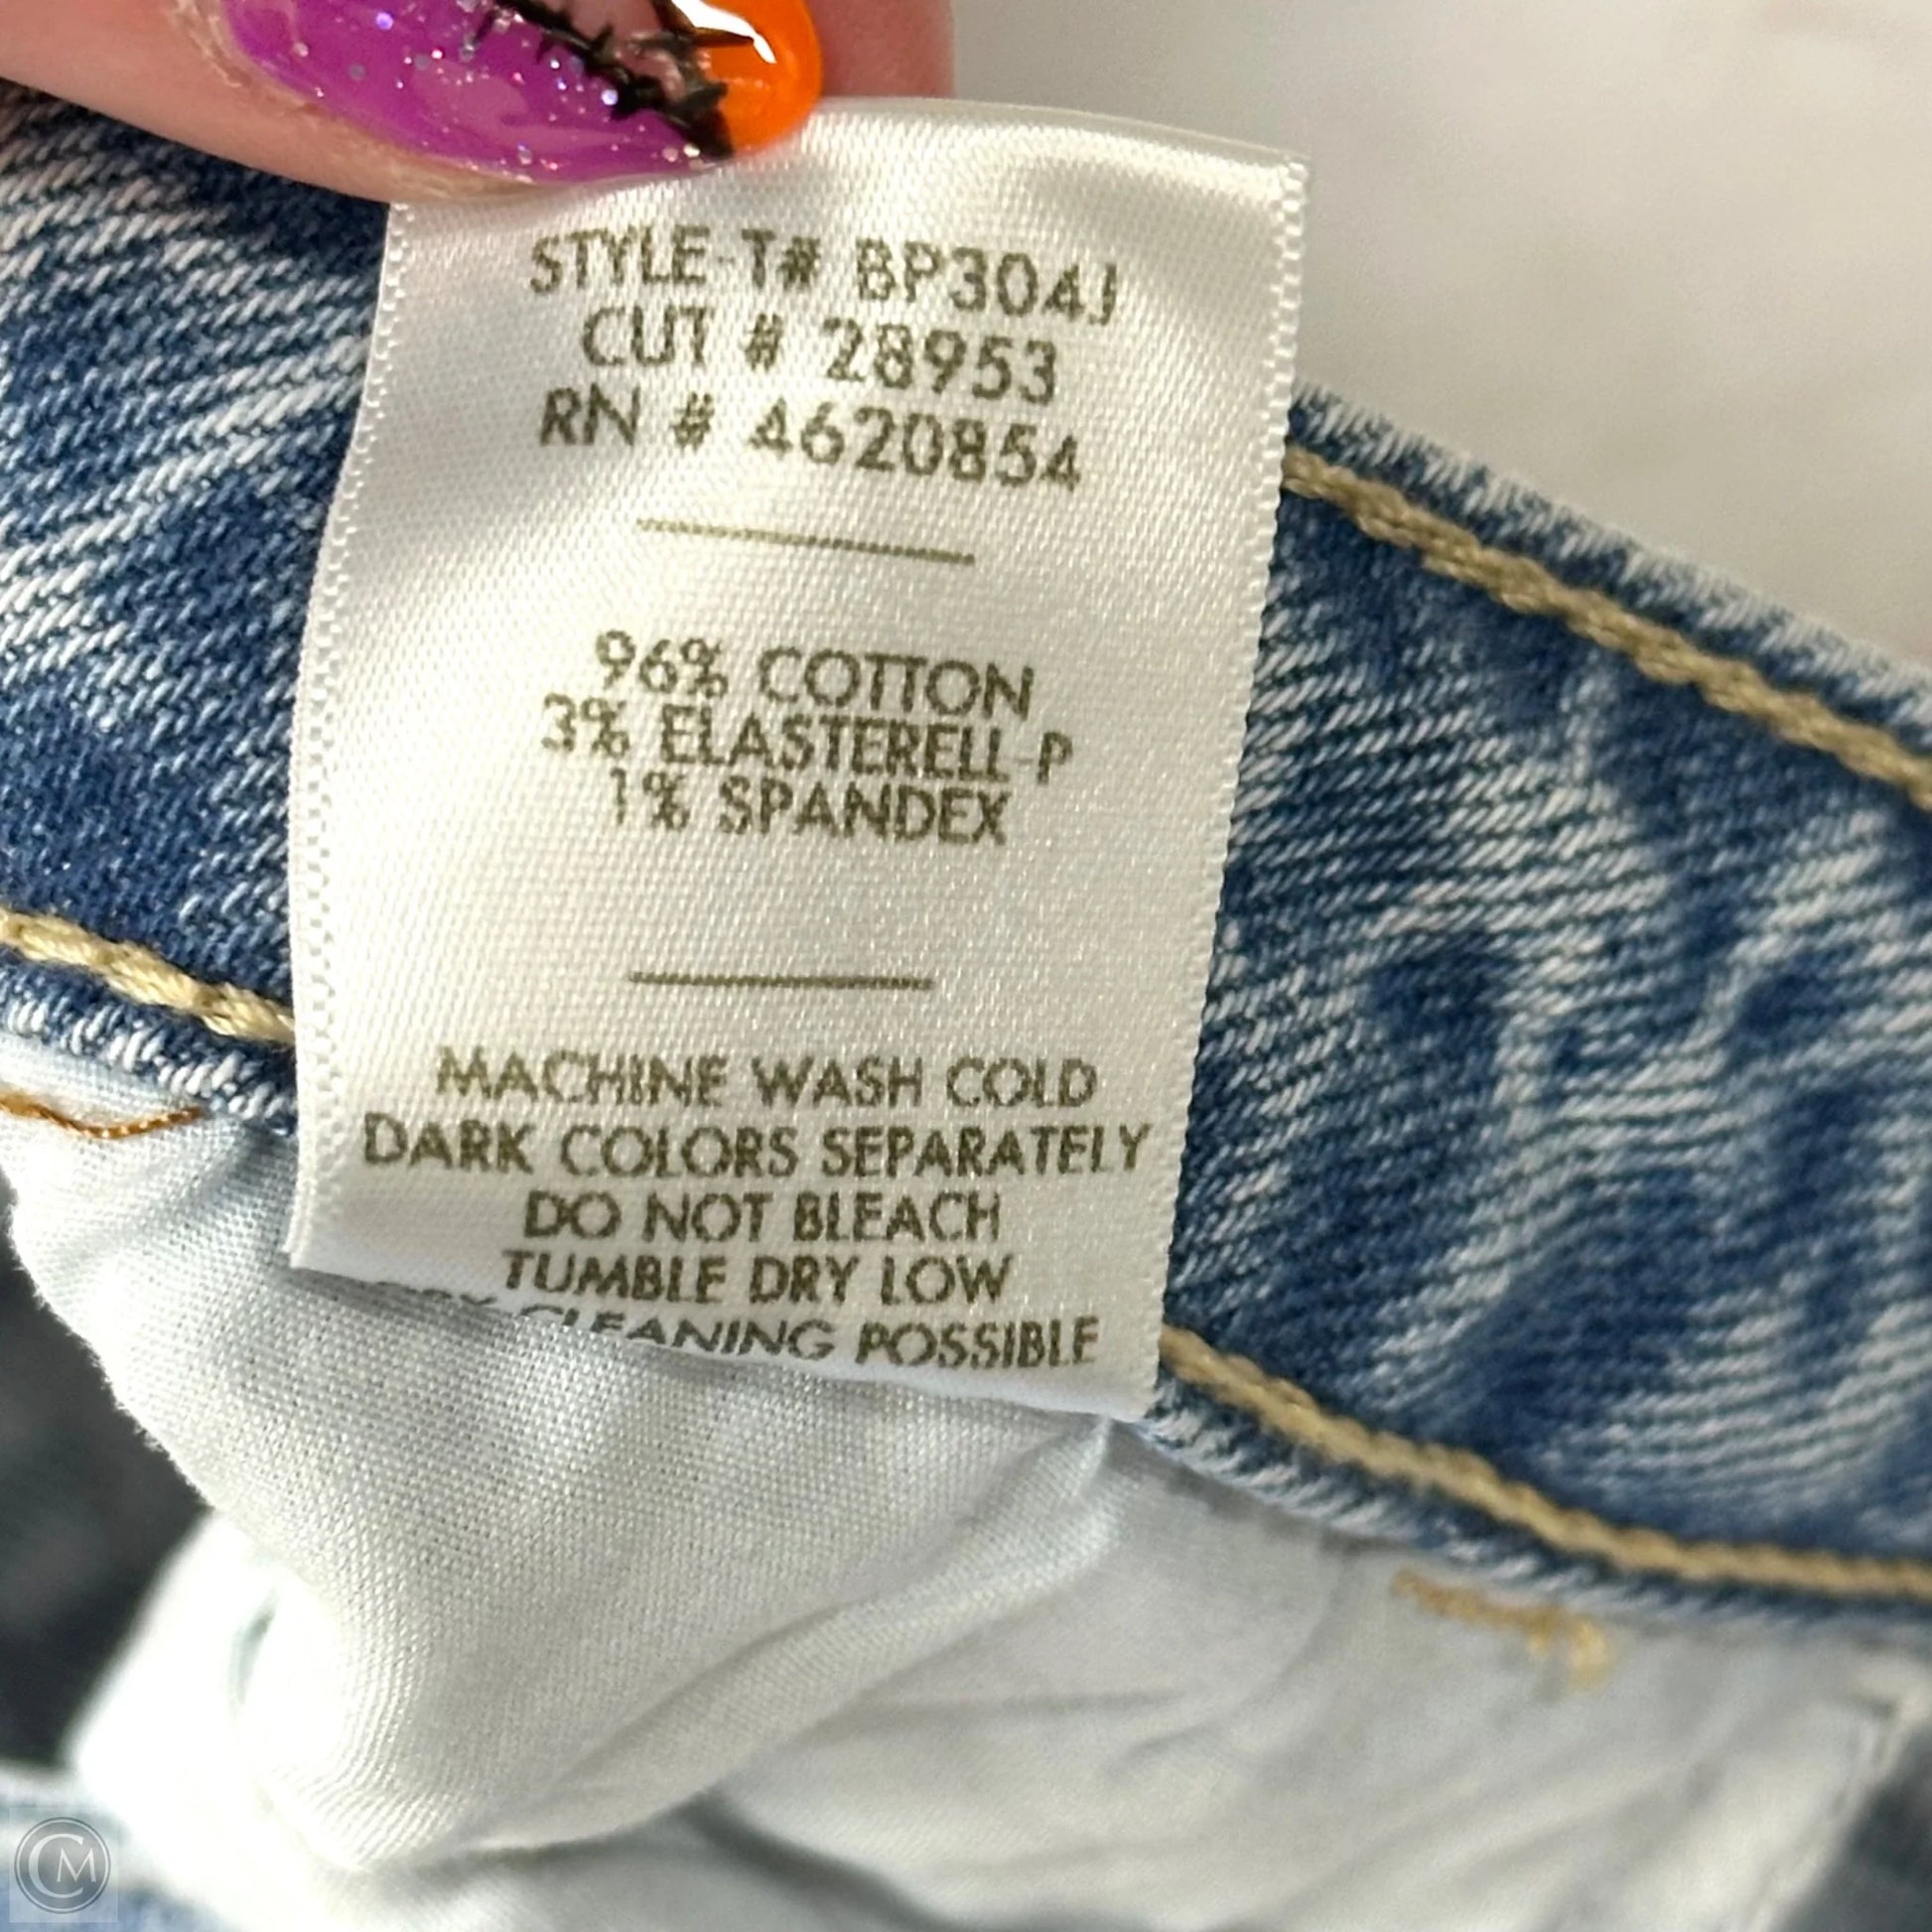 STYLE-T# BP304J
CUT # 28953
RN # 4620854
96% COTTON
3% ELASTERELL-P
1% SPANDEX
MACHINE WASH COLD
DARK COLORS SEPARATELY
DO NOT BLEACH
TUMBLE DRY LOW
CLEANING POSSIBLE
CM